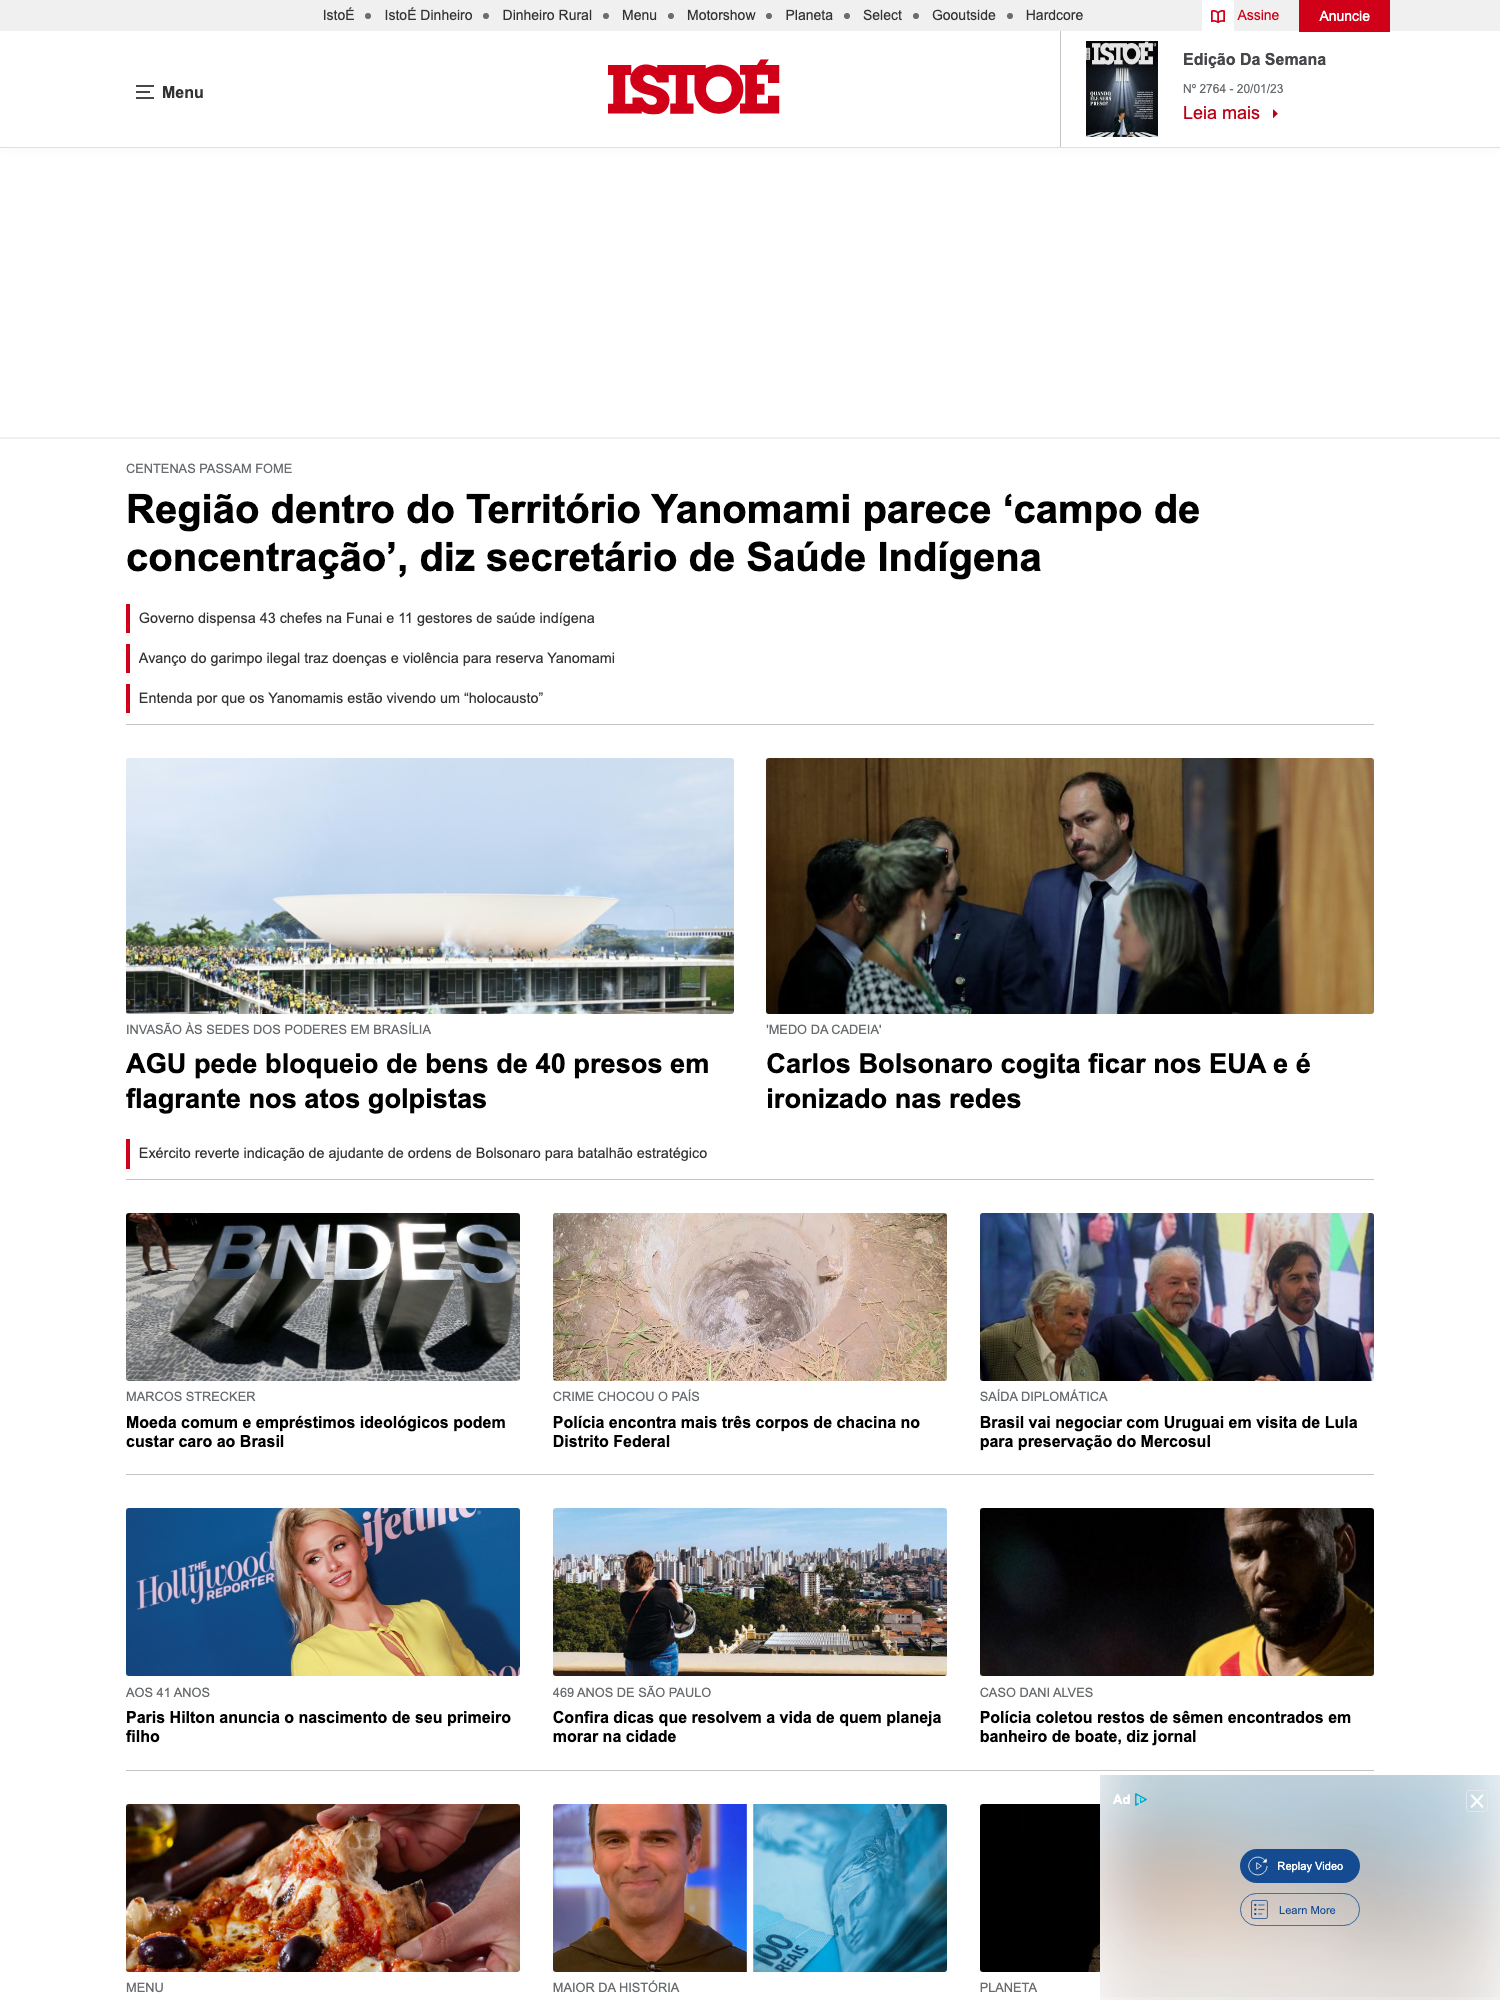 IstoÉ • IstoÉ Dinheiro • Dinheiro Rural • Menu • Motorshow • Planeta • Select • Gooutside • Hardcore
Assine
Anuncie
Menu
ISTOÉ
ISTOÉ
Edição Da Semana
Nº 2764 - 20/01/23
Leia mais
CENTENAS PASSAM FOME
Região dentro do Território Yanomami parece ‘campo de
concentração’, diz secretário de Saúde Indígena
Governo dispensa 43 chefes na Funai e 11 gestores de saúde indígena
Avanço do garimpo ilegal traz doenças e violência para reserva Yanomami
Entenda por que os Yanomamis estão vivendo um “holocausto”
INVASÃO ÀS SEDES DOS PODERES EM BRASÍLIA
AGU pede bloqueio de bens de 40 presos em
flagrante nos atos golpistas
'MEDO DA CADEIA'
Carlos Bolsonaro cogita ficar nos EUA e é
ironizado nas redes
Exército reverte indicação de ajudante de ordens de Bolsonaro para batalhão estratégico
BNDES
MARCOS STRECKER
Moeda comum e empréstimos ideológicos podem
custar caro ao Brasil
CRIME CHOCOU O PAÍS
Polícia encontra mais três corpos de chacina no
Distrito Federal
SAÍDA DIPLOMÁTICA
Brasil vai negociar com Uruguai em visita de Lula
para preservação do Mercosul
THE
Hollywood
REPORTER
ifetime
AOS 41 ANOS
Paris Hilton anuncia o nascimento de seu primeiro
filho
469 ANOS DE SÃO PAULO
Confira dicas que resolvem a vida de quem planeja
morar na cidade
CASO DANI ALVES
Polícia coletou restos de sêmen encontrados em
banheiro de boate, diz jornal
Ad
Replay Video
Learn More
100
REAIS
MENU
MAIOR DA HISTÓRIA
PLANETA